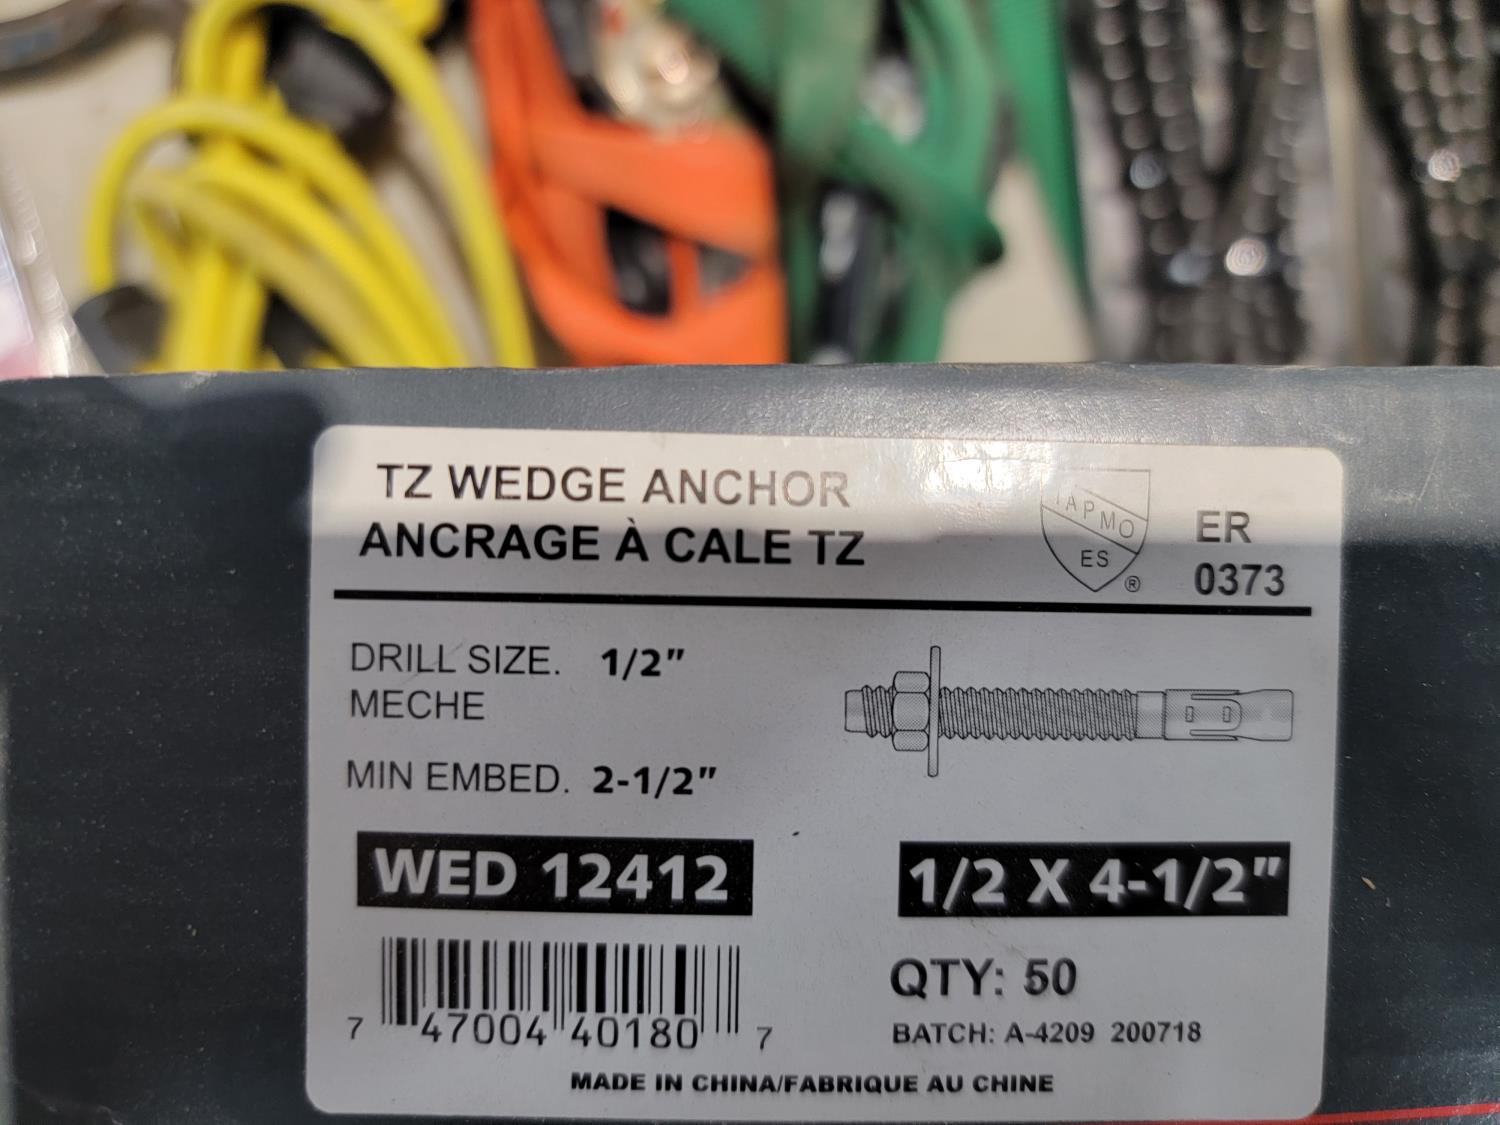 TZ WEDGE ANCHOR
ANCRAGE À CALE TZ
IAPMO
ES
®
ER
0373
DRILL SIZE. 1/2"
MECHE
MIN EMBED. 2-1/2"
WED 12412
1/2 X 4-1/2"
7 47004 40180 7
QTY: 50
BATCH: A-4209 200718
MADE IN CHINA/FABRIQUE AU CHINE